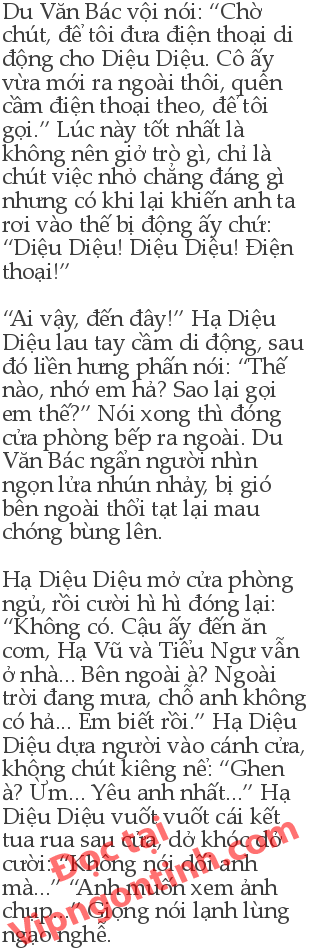 Du Văn Bác vội nói: “Chờ
chút, để tôi đưa điện thoại di
động cho Diệu Diệu. Cô ấy
vừa mới ra ngoài thôi, quên
cầm điện thoại theo, để tôi
gọi.” Lúc này tốt nhất là
không nên giở trò gì, chỉ là
chút việc nhỏ chẳng đáng gì
nhưng có khi lại khiến anh ta
rơi vào thế bị động ấy chứ:
“Diệu Diệu! Diệu Diệu! Điện
thoại!”
“Ai vậy, đến đây!” Hạ Diệu
Diệu lau tay cầm di động, sau
đó liền hưng phấn nói: “Thế
nào, nhớ em hả? Sao lại gọi
em thế?” Nói xong thì đóng
cửa phòng bếp ra ngoài. Du
Văn Bác ngẩn người nhìn
ngọn lửa nhún nhảy, bị gió
bên ngoài thổi tạt lại mau
chóng bùng lên.
Hạ Diệu Diệu mở cửa phòng
ngủ, rồi cười hì hì đóng lại:
“Không có. Cậu ấy đến ăn
cơm, Hạ Vũ và Tiểu Ngư vẫn
ở nhà... Bên ngoài à? Ngoài
trời đang mưa, chỗ anh không
có hả... Em biết rồi.” Hạ Diệu
Diệu dựa người vào cánh cửa,
không chút kiêng nể: “Ghen
à? Ừm... Yêu anh nhất...” Hạ
Diệu Diệu vuốt vuốt cái kết
tua rua sau cửa, dở khóc dở
cười: “Không nói dối anh
mà...” “Anh muốn xem ảnh
chụp...” Giọng nói lạnh lùng
ngạo nghễ.
Đọc tại
Vipngontinh.com